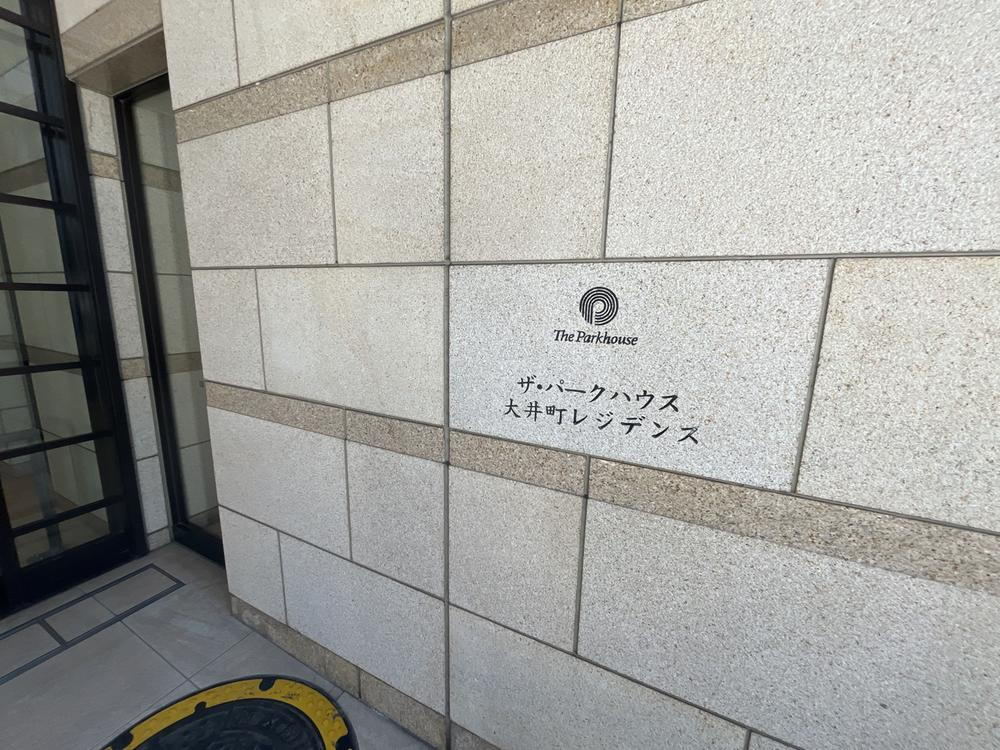 The Parkhouse
ザ・パークハウス
大井町レジデンス